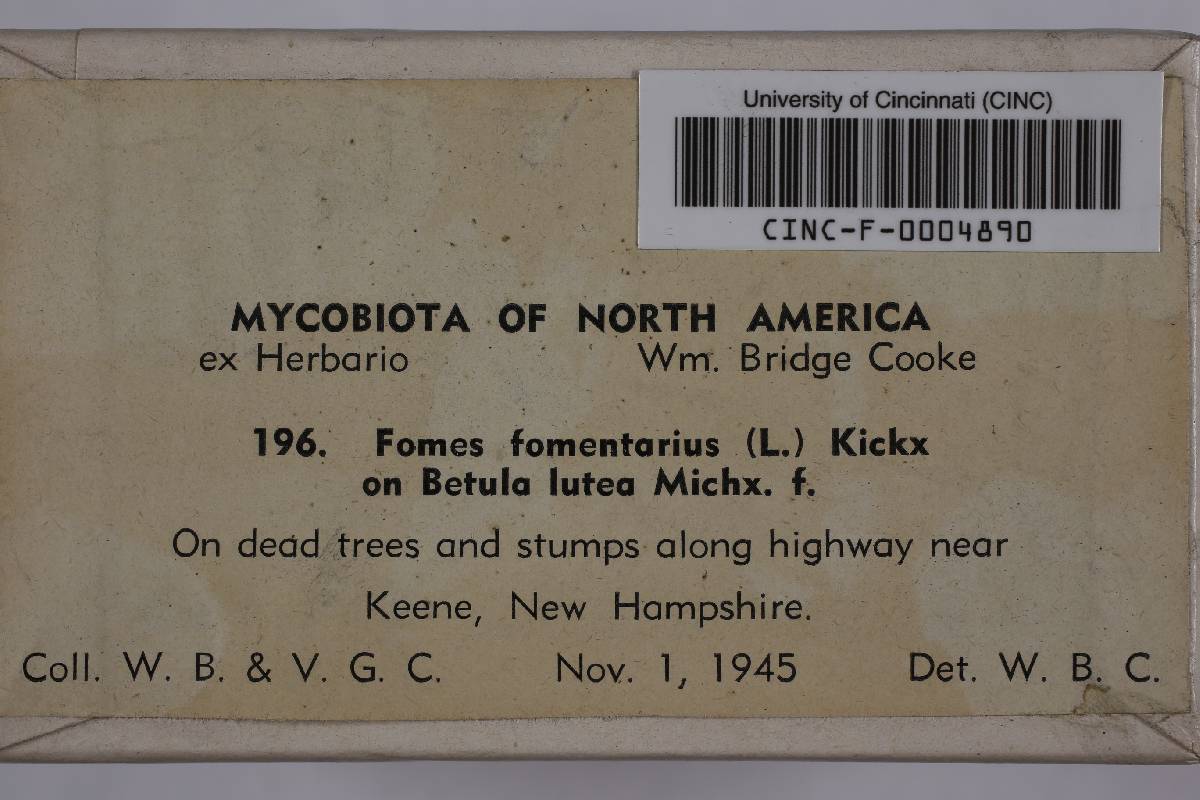 University of Cincinnati (CINC)
CINC-F-0004890
MYCOBIOTA OF NORTH AMERICA
ex Herbario Wm. Bridge Cooke
196. Fomes fomentarius (L.) Kickx
on Betula lutea Michx. f.
On dead trees and stumps along highway near
Keene, New Hampshire.
Coll. W. B. & V. G. C. Nov. 1, 1945 Det. W. B. C.